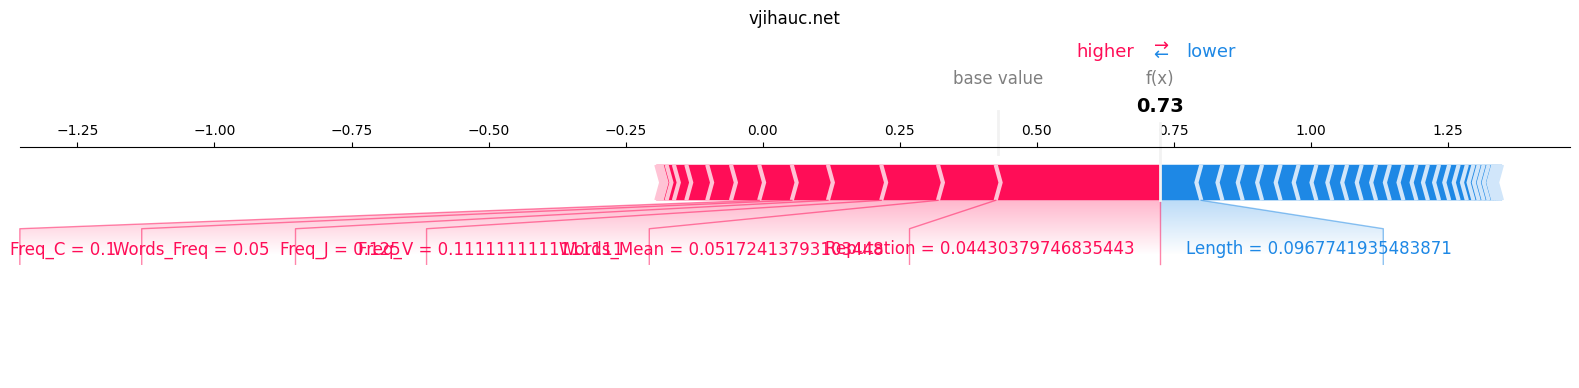 vjihauc.net
higher ⇄ lower
base value f(x)
0.73
−1.25 −1.00 −0.75 −0.50 −0.25 0.00 0.25 0.50 0.75 1.00 1.25
Freq_C = 0.1 Words_Freq = 0.05 Freq_J = 0.125 Freq_V = 0.1111111111111111 Words_Mean = 0.05172413793103448 Reputation = 0.04430379746835443 Length = 0.0967741935483871